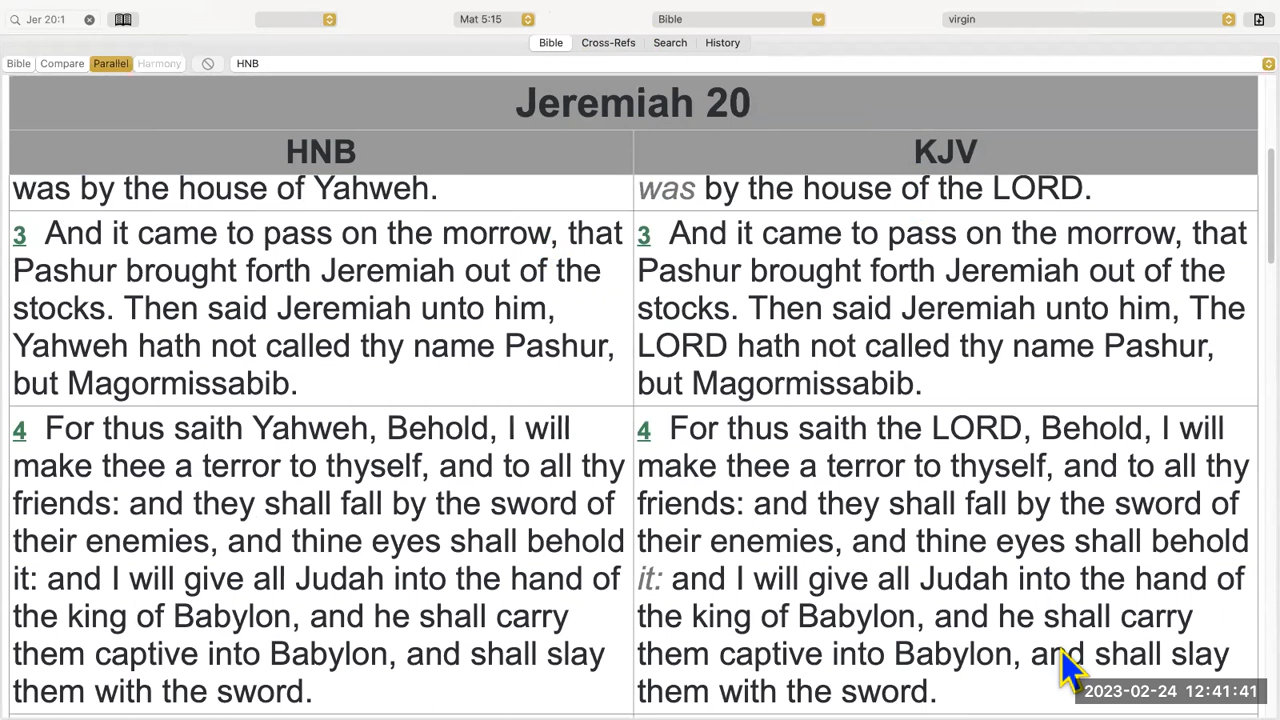 Jer 20:1
Mat 5:15
Bible
virgin
Bible
Cross-Refs
Search
History
Bible
Compare
Parallel
Harmony
HNB
Jeremiah 20
HNB
KJV
was by the house of Yahweh.
3 And it came to pass on the morrow, that
Pashur brought forth Jeremiah out of the
stocks. Then said Jeremiah unto him,
Yahweh hath not called thy name Pashur,
but Magormissabib.
4 For thus saith Yahweh, Behold, I will
make thee a terror to thyself, and to all thy
friends: and they shall fall by the sword of
their enemies, and thine eyes shall behold
it: and I will give all Judah into the hand of
the king of Babylon, and he shall carry
them captive into Babylon, and shall slay
them with the sword.
was by the house of the LORD.
3 And it came to pass on the morrow, that
Pashur brought forth Jeremiah out of the
stocks. Then said Jeremiah unto him, The
LORD hath not called thy name Pashur,
but Magormissabib.
4 For thus saith the LORD, Behold, I will
make thee a terror to thyself, and to all thy
friends: and they shall fall by the sword of
their enemies, and thine eyes shall behold
it: and I will give all Judah into the hand of
the king of Babylon, and he shall carry
them captive into Babylon, and shall slay
them with the sword.
2023-02-24 12:41:41